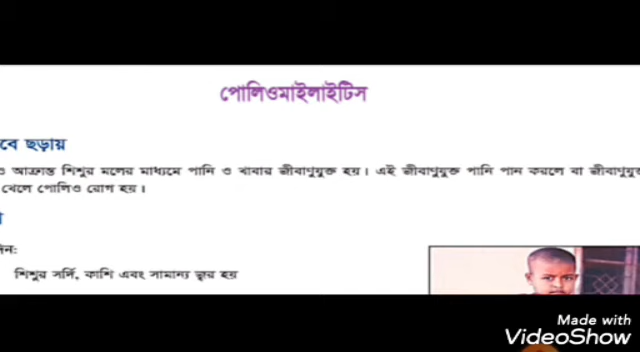 পোলিওমাইলাইটিস
বে ছড়ায়
আক্রান্ত শিশুর মলের মাধ্যমে পানি ও খাবার জীবাণুযুক্ত হয়। এই জীবাণুযুক্ত পানি পান করলে বা
খেলে পোলিও রোগ হয়।
শিশুর সর্দি, কাশি এবং সামান্য জ্বর হয়
Made with
VideoShow